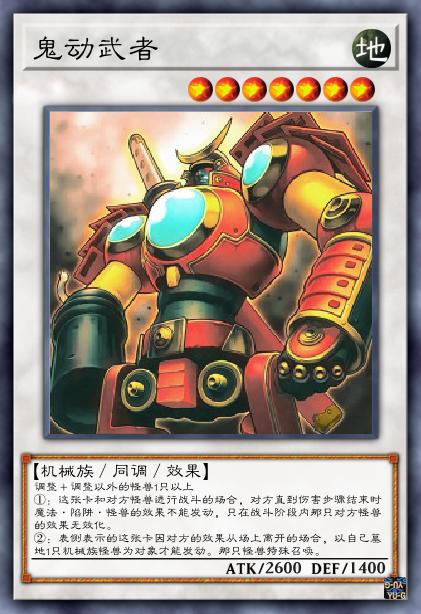 鬼动武者
地
【机械族/同调/效果】
调整+调整以外的怪兽1只以上
①：这张卡和对方怪兽进行战斗的场合，对方直到伤害步骤结束时
魔法·陷阱·怪兽的效果不能发动，只在战斗阶段内那只对方怪兽
的效果无效化。
②：表侧表示的这张卡因对方的效果从场上离开的场合，以自己墓
地1只机械族怪兽为对象才能发动。那只怪兽特殊召唤。
ATK/2600 DEF/1400